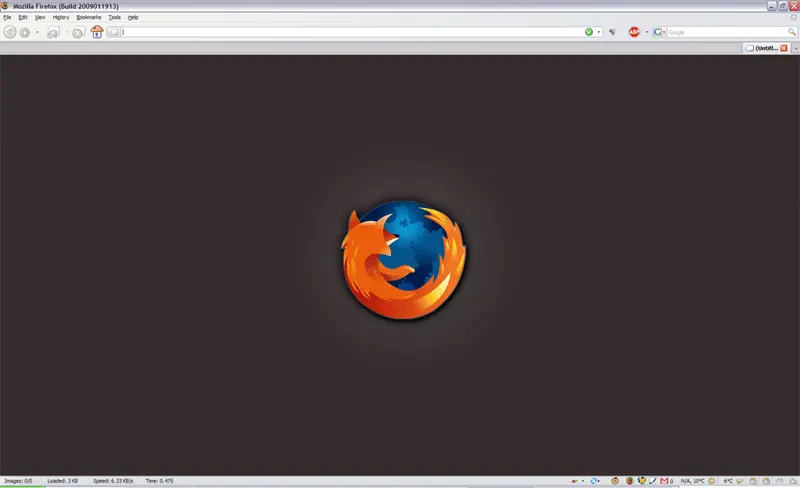 Mozilla Firefox (Build 2009011913)
File Edit View History Bookmarks Tools Help
ABP G Google
(Untitl...
Images: 0/0 Loaded: 3 KB Speed: 6.33 KB/s Time: 0.475 0 N/A, 10°C 6°C